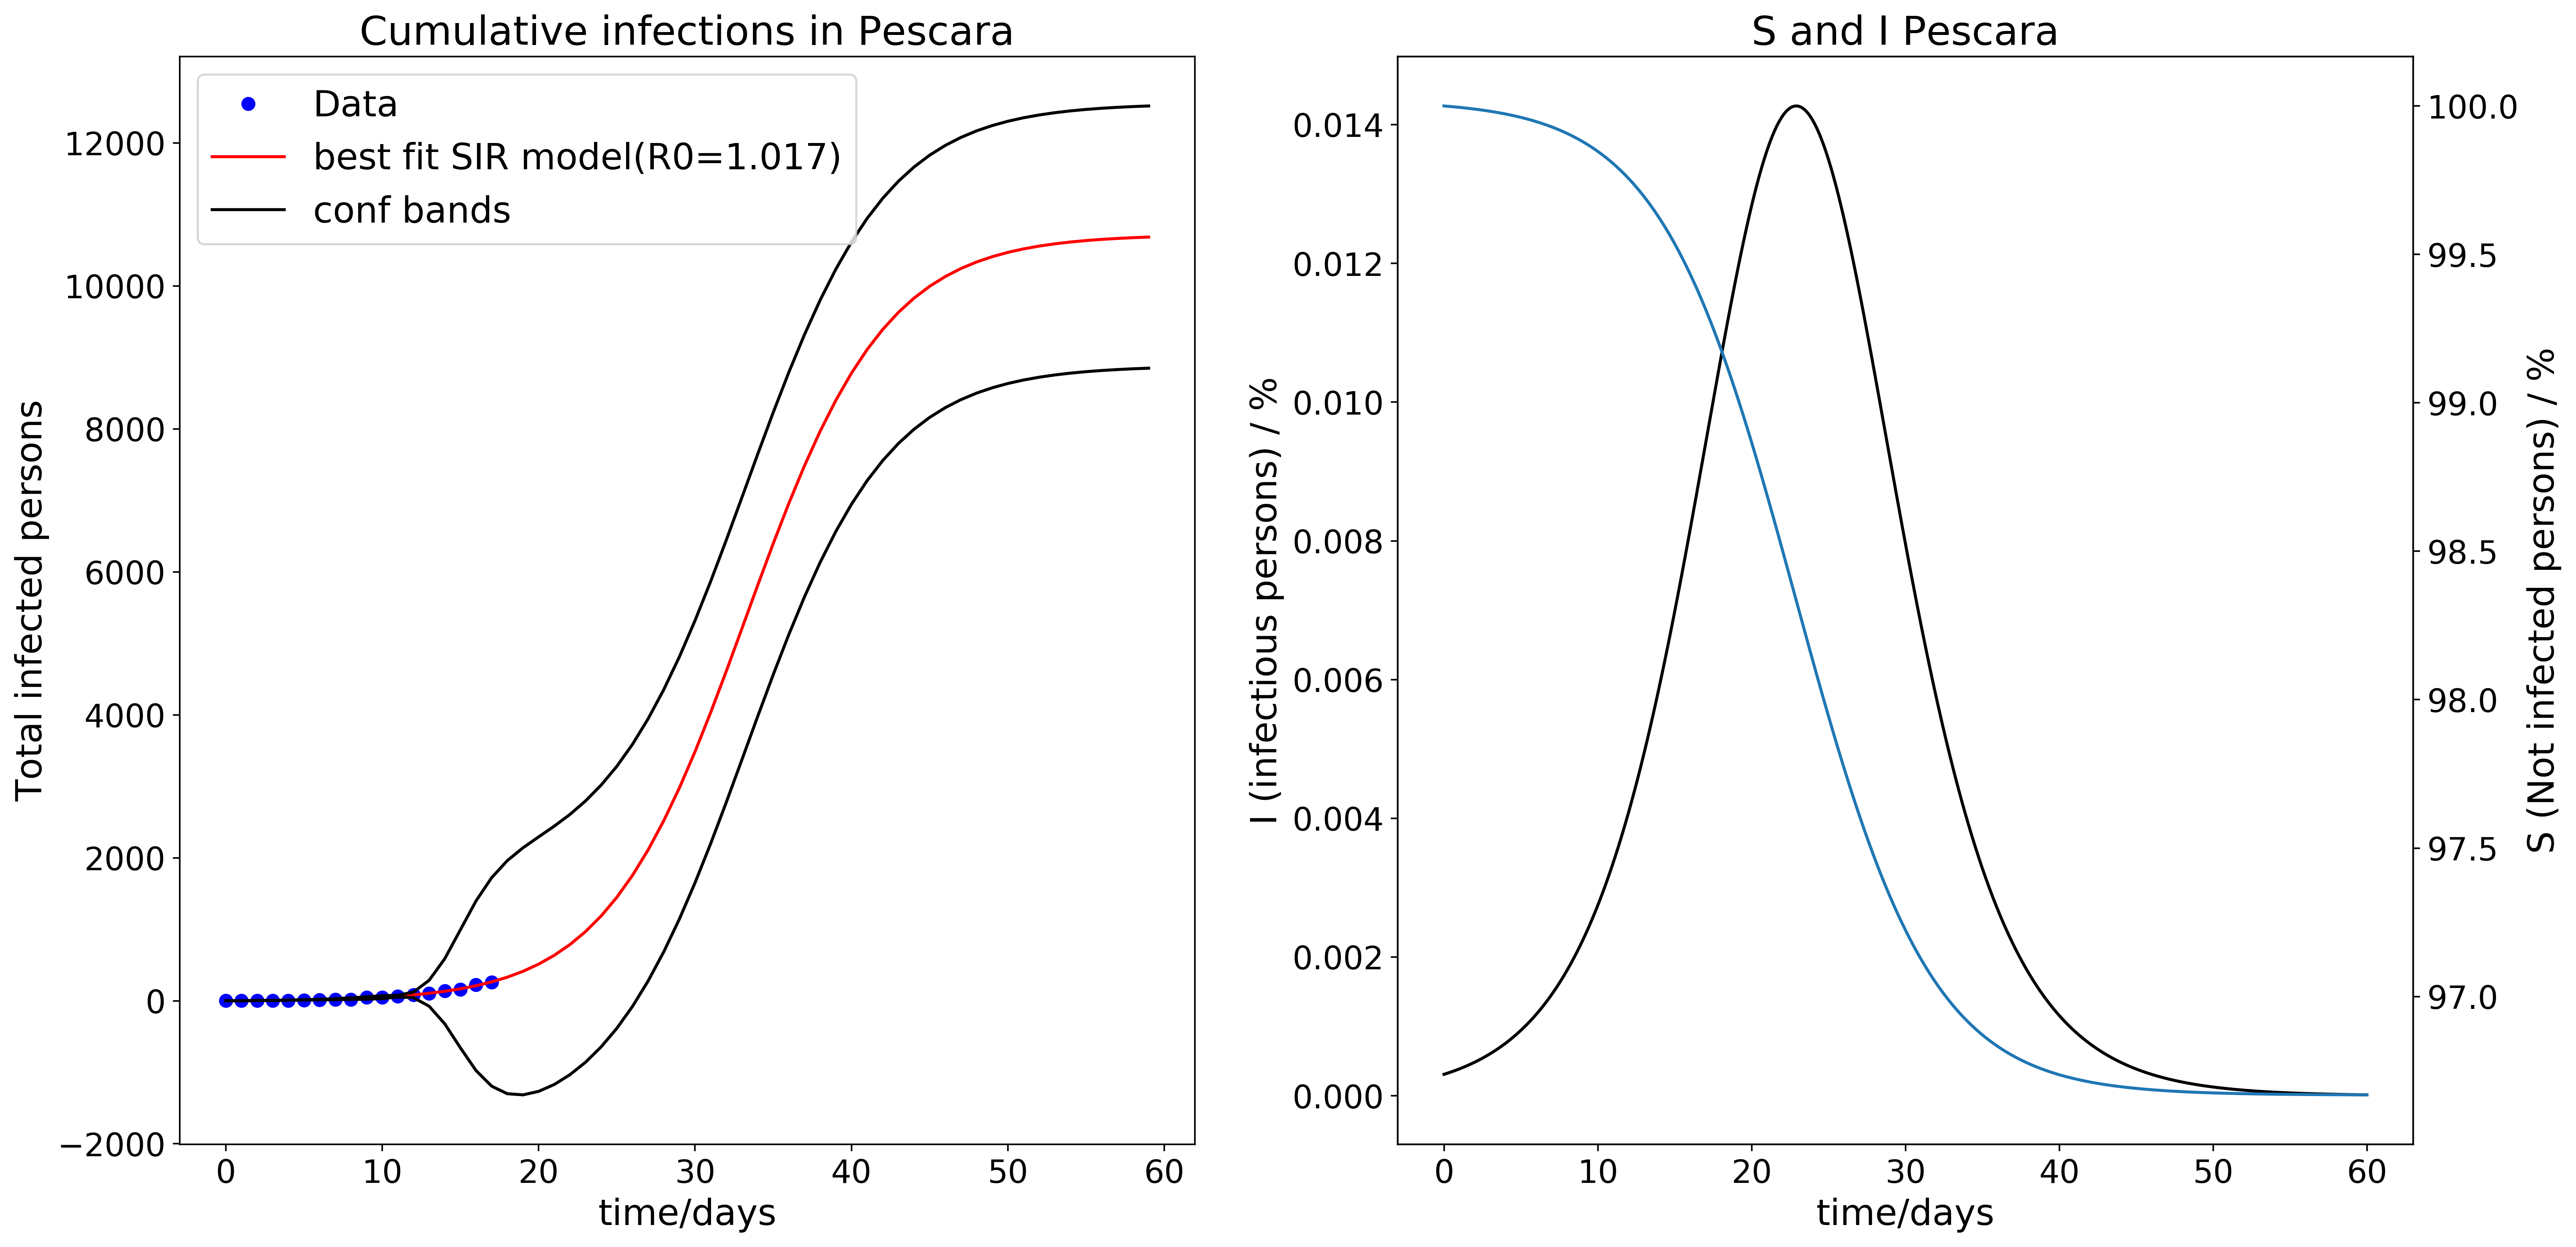 Cumulative infections in Pescara
Data
best fit SIR model(R0=1.017)
conf bands
Total infected persons
12000
10000
8000
6000
4000
2000
0
−2000
0 10 20 30 40 50 60
time/days
S and I Pescara
I (infectious persons) / %
0.014
0.012
0.010
0.008
0.006
0.004
0.002
0.000
0 10 20 30 40 50 60
time/days
100.0
99.5
99.0
98.5
98.0
97.5
97.0
S (Not infected persons) / %